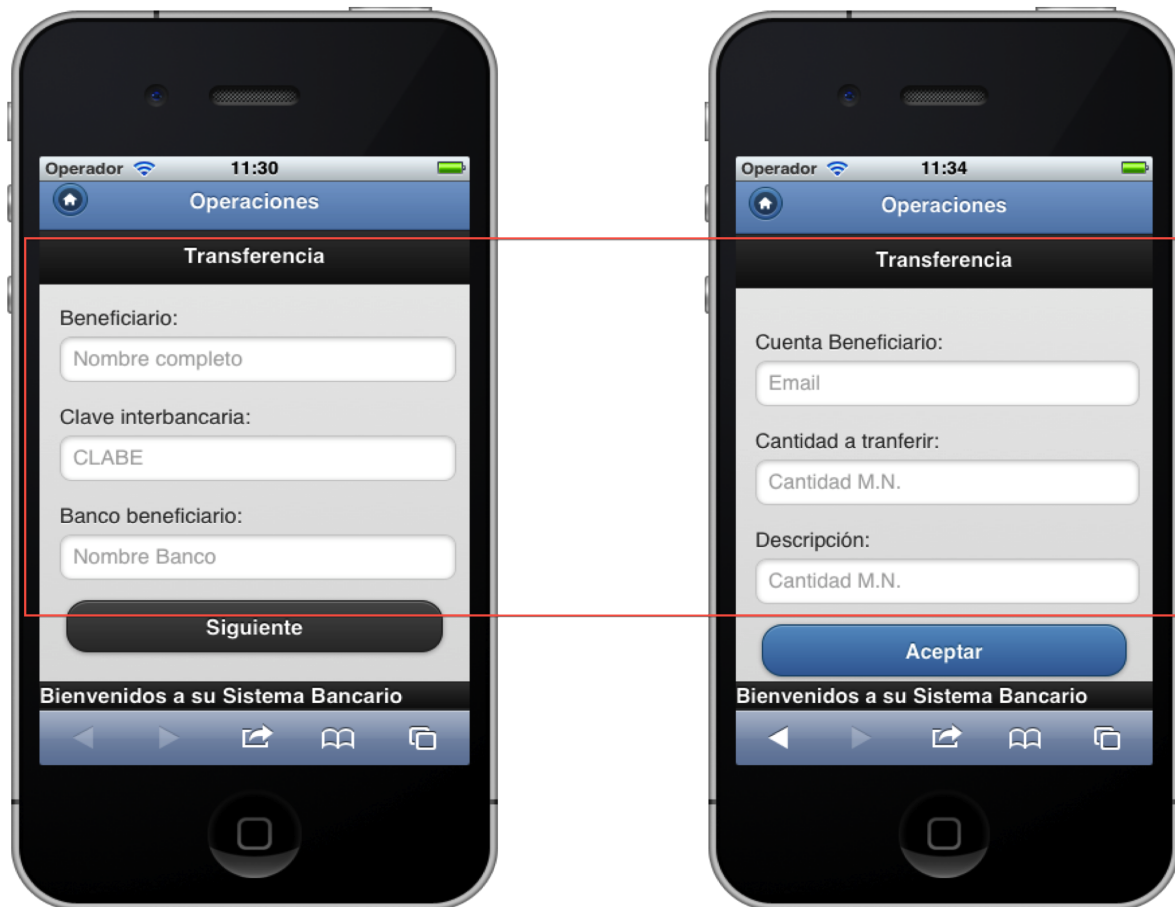 Operador 11:30
Operaciones
Transferencia
Beneficiario:
Nombre completo
Clave interbancaria:
CLABE
Banco beneficiario:
Nombre Banco
Siguiente
Bienvenidos a su Sistema Bancario
Operador 11:34
Operaciones
Transferencia
Cuenta Beneficiario:
Email
Cantidad a tranferir:
Cantidad M.N.
Descripción:
Cantidad M.N.
Aceptar
Bienvenidos a su Sistema Bancario